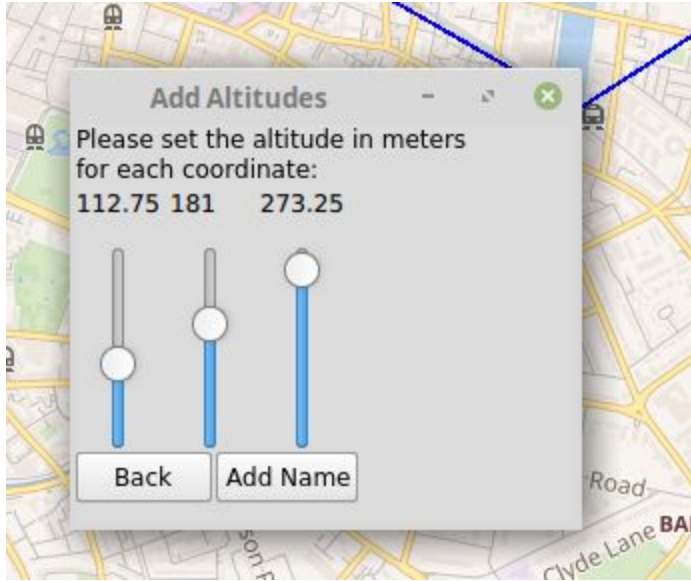 Add Altitudes
Please set the altitude in meters
for each coordinate:
112.75 181 273.25
Back Add Name
Road
Clyde Lane